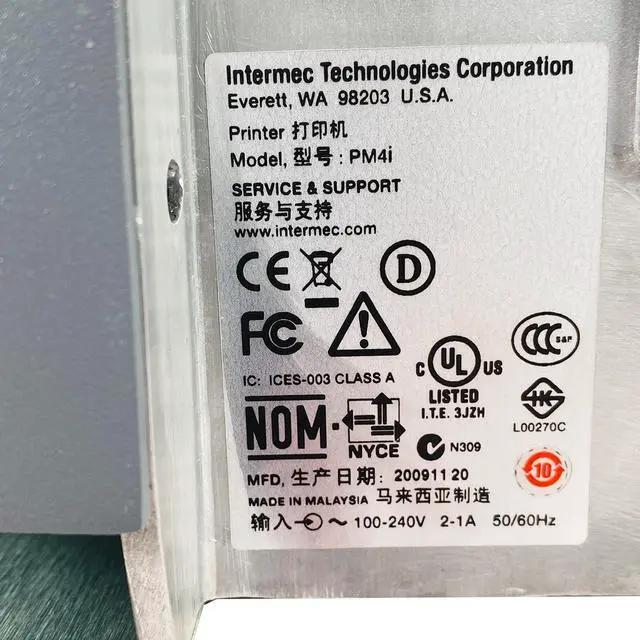 Intermec Technologies Corporation
Everett, WA 98203 U.S.A.
Printer 打印机
Model, 型号: PM4i
SERVICE & SUPPORT
服务与支持
www.intermec.com
CE
D
FC
CCC S&E
IC: ICES-003 CLASS A
C UL US
LISTED
I.T.E. 3JZH
L00270C
NOM
NYCE
N309
10
MFD, 生产日期: 20091120
MADE IN MALAYSIA 马来西亚制造
输入 ~ 100-240V 2-1A 50/60Hz